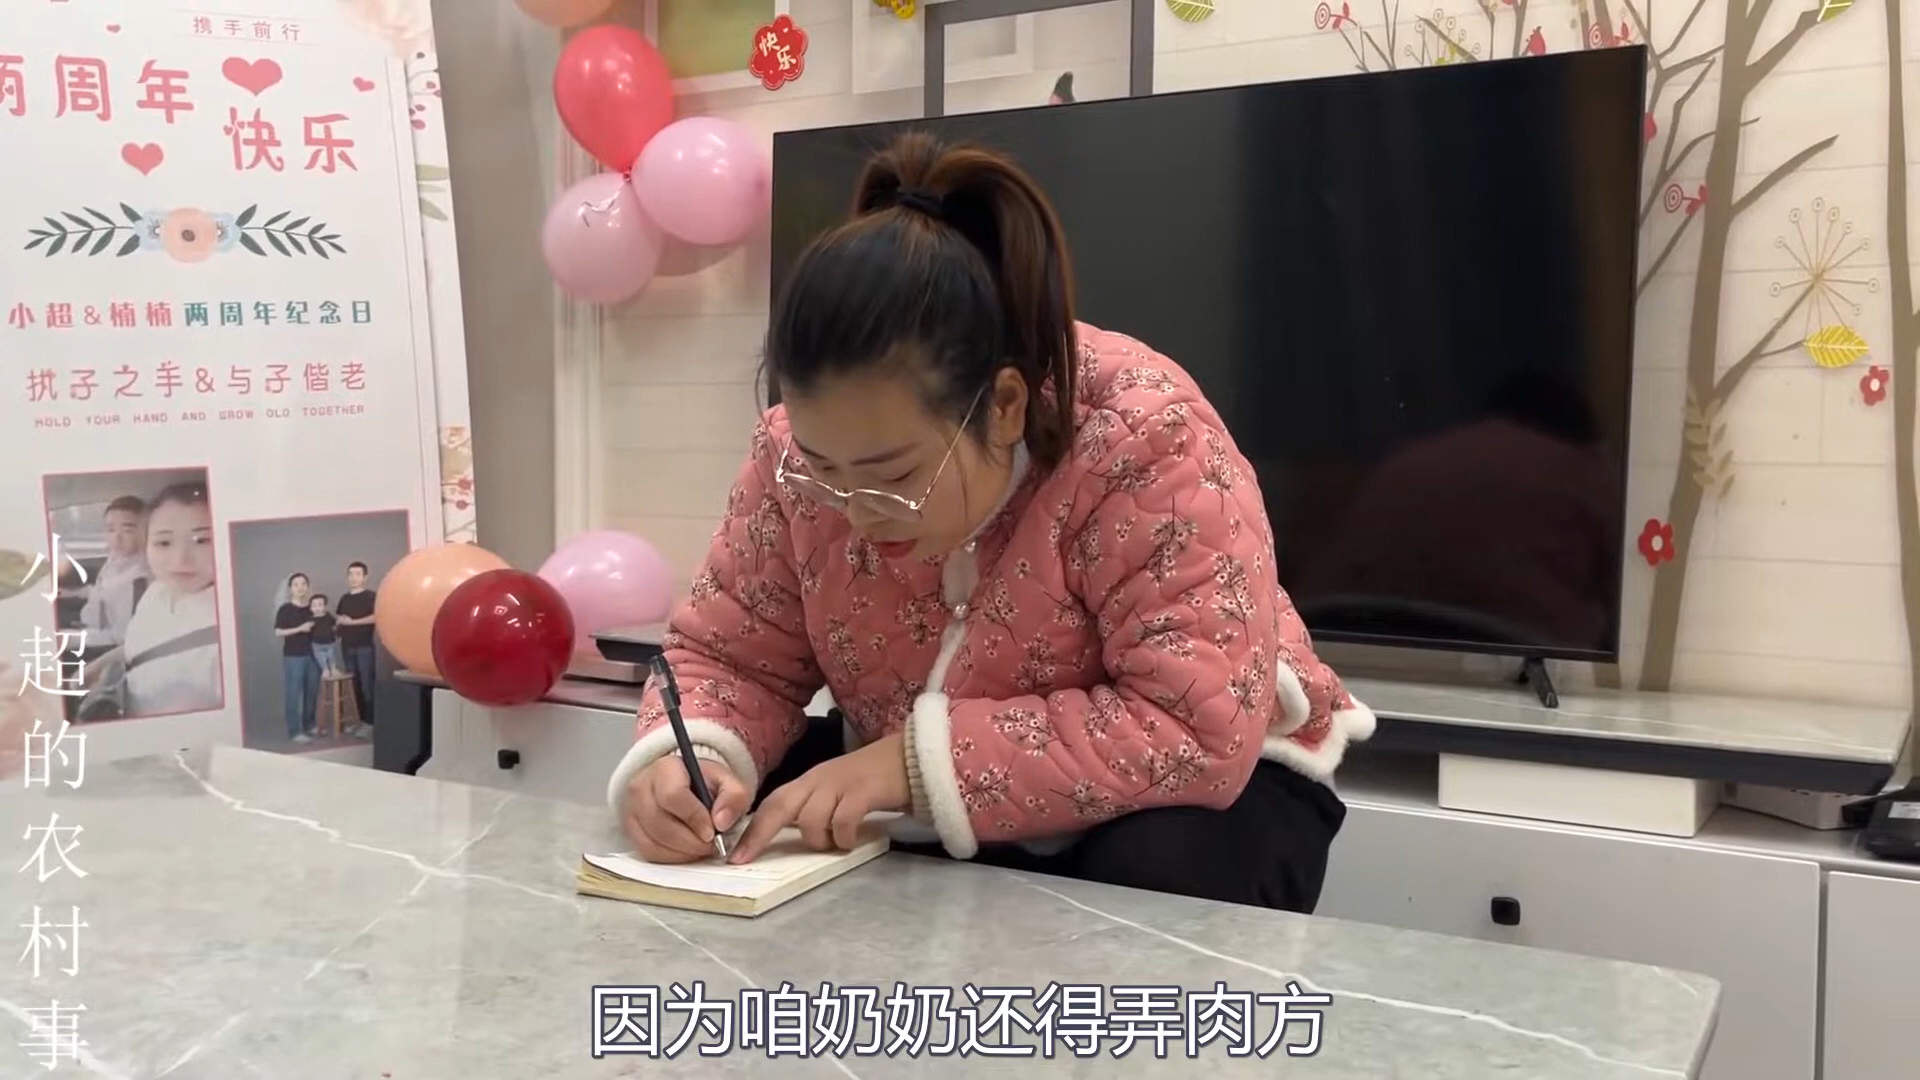 携手前行
两周年
快乐
小超&楠楠两周年纪念日
执子之手&与子偕老
HOLD YOUR HAND AND GROW OLD TOGETHER
快乐
小超的农村事
因为咱奶奶还得弄肉方